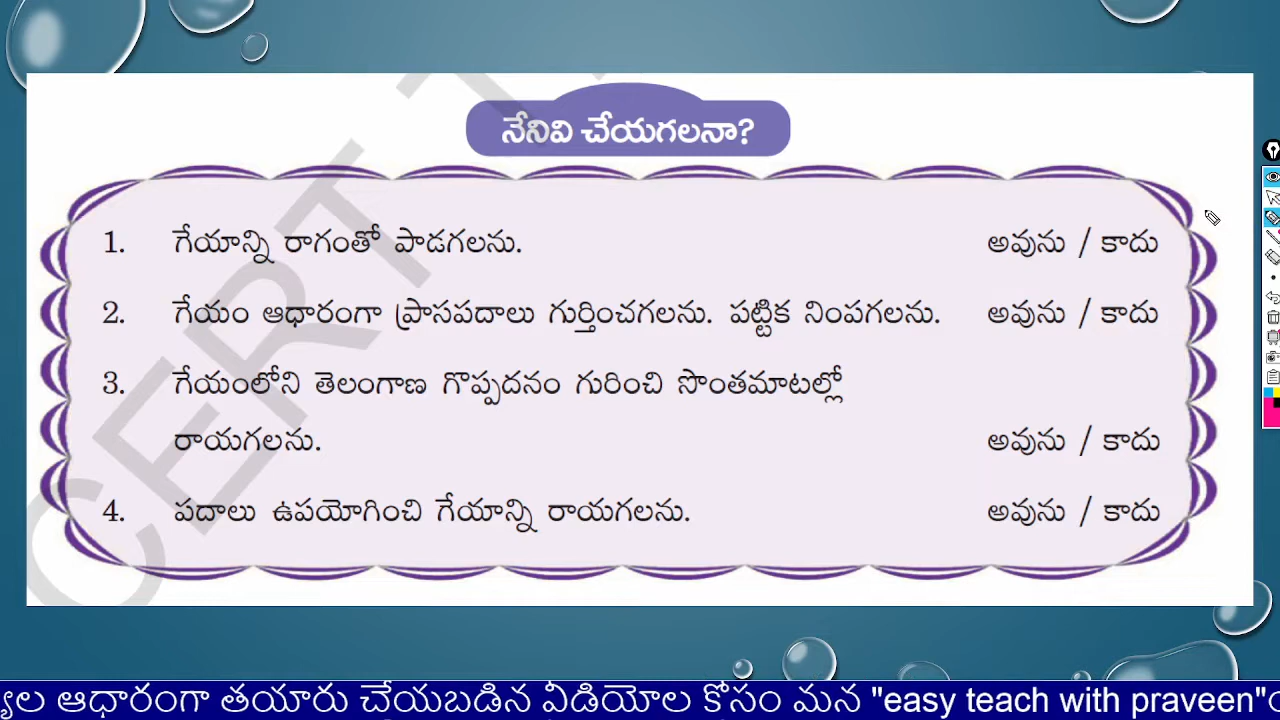 నేనివి చేయగలనా?
1. గేయాన్ని రాగంతో పాడగలను. అవును / కాదు
2. గేయం ఆధారంగా ప్రాసపదాలు గుర్తించగలను. పట్టిక నింపగలను. అవును / కాదు
3. గేయంలోని తెలంగాణ గొప్పదనం గురించి సొంతమాటల్లో
రాయగలను. అవును / కాదు
4. పదాలు ఉపయోగించి గేయాన్ని రాయగలను. అవును / కాదు
ఆధారంగా తయారు చేయబడిన వీడియోల కోసం మన "easy teach with praveen"